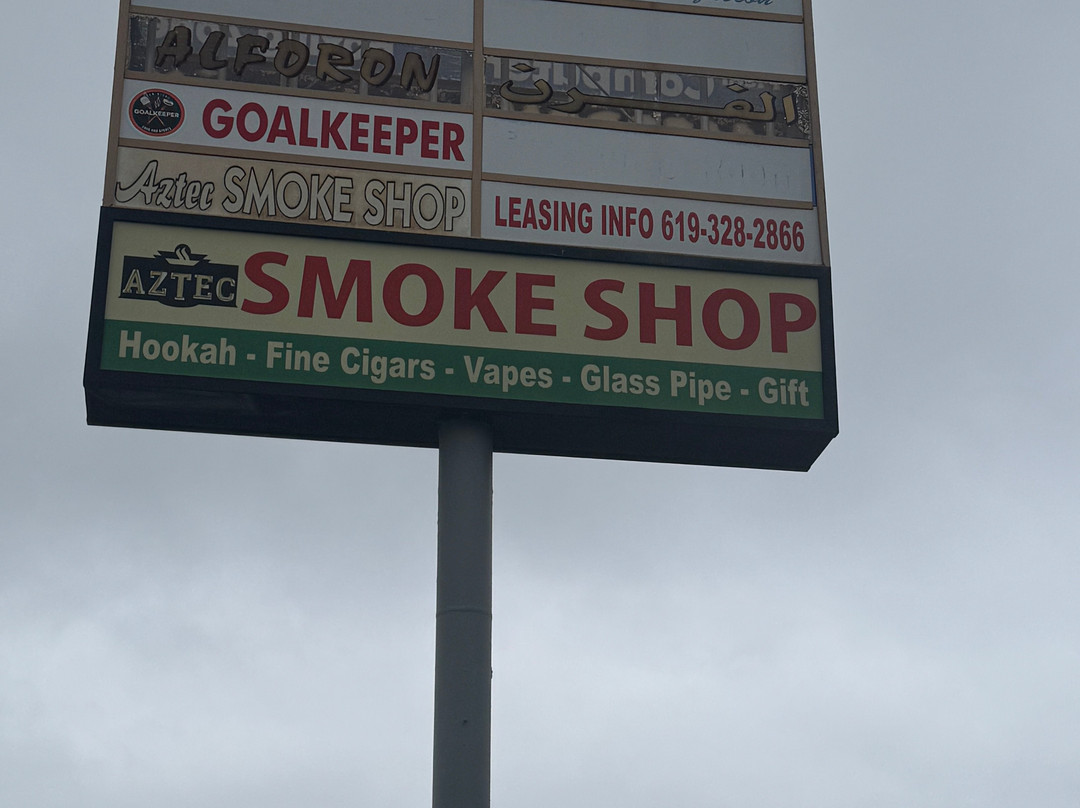 ALFORON
الفرن
GOALKEEPER
GOALKEEPER
Aztec SMOKE SHOP
LEASING INFO 619-328-2866
AZTEC SMOKE SHOP
Hookah - Fine Cigars - Vapes - Glass Pipe - Gift